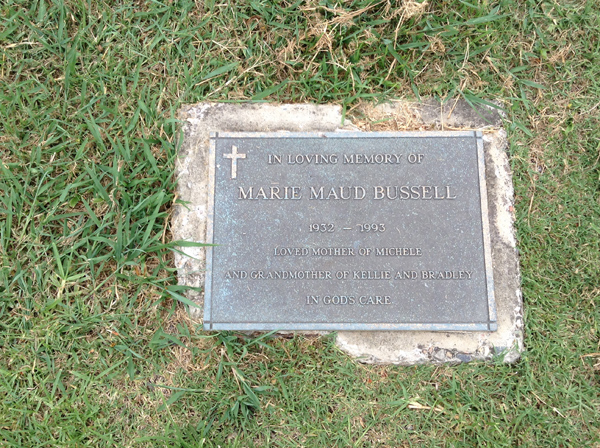 IN LOVING MEMORY OF
MARIE MAUD BUSSELL
1932 – 1993
LOVED MOTHER OF MICHELE
AND GRANDMOTHER OF KELLIE AND BRADLEY
IN GODS CARE